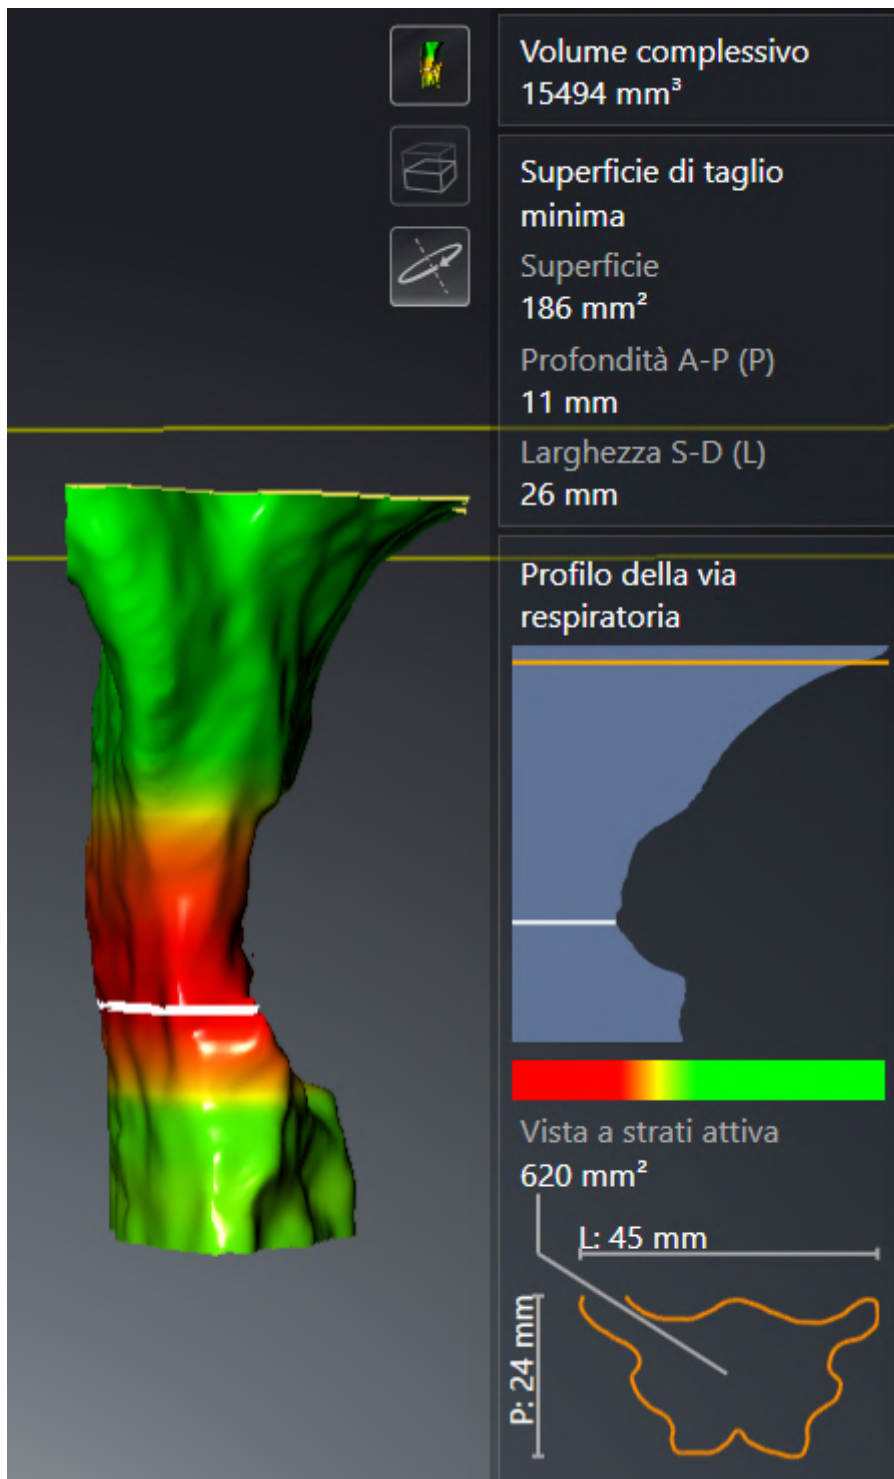 Volume complessivo
15494 mm³
Superficie di taglio
minima
Superficie
186 mm²
Profondità A-P (P)
11 mm
Larghezza S-D (L)
26 mm
Profilo della via
respiratoria
Vista a strati attiva
620 mm²
L: 45 mm
P: 24 mm